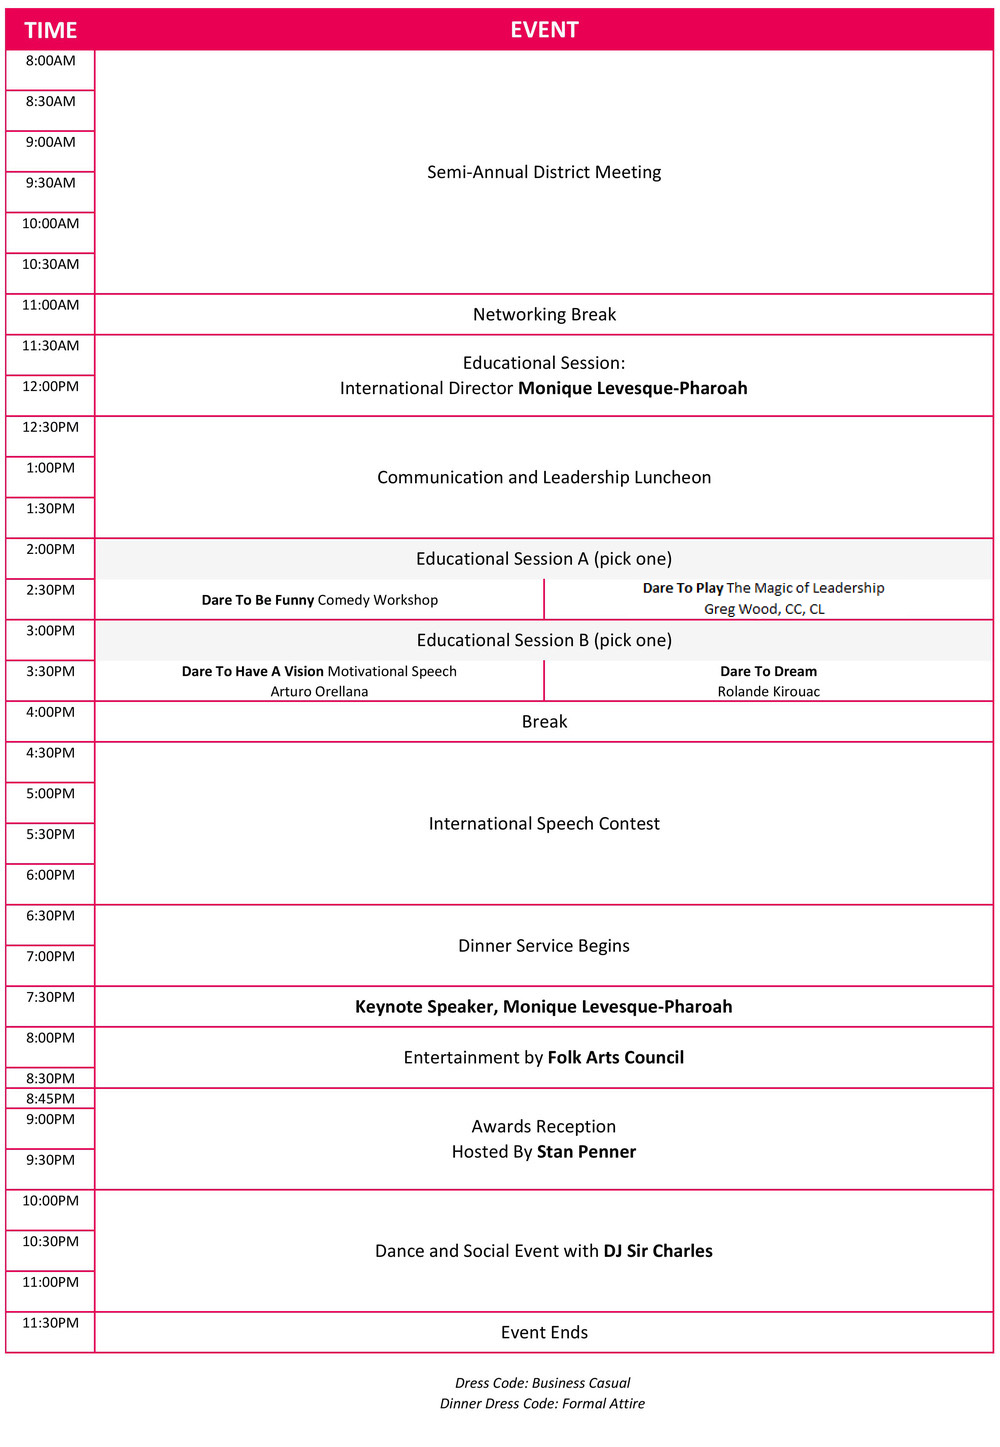 TIME EVENT
8:00AM
8:30AM
9:00AM
Semi-Annual District Meeting
9:30AM
10:00AM
10:30AM
11:00AM
Networking Break
11:30AM
Educational Session:
12:00PM
International Director Monique Levesque-Pharoah
12:30PM
1:00PM
Communication and Leadership Luncheon
1:30PM
2:00PM
Educational Session A (pick one)
2:30PM
Dare To Be Funny Comedy Workshop
Dare To Play The Magic of Leadership
Greg Wood, CC, CL
3:00PM
Educational Session B (pick one)
3:30PM
Dare To Have A Vision Motivational Speech
Arturo Orellana
Dare To Dream
Rolande Kirouac
4:00PM
Break
4:30PM
5:00PM
International Speech Contest
5:30PM
6:00PM
6:30PM
Dinner Service Begins
7:00PM
7:30PM
Keynote Speaker, Monique Levesque-Pharoah
8:00PM
Entertainment by Folk Arts Council
8:30PM
8:45PM
9:00PM
Awards Reception
Hosted By Stan Penner
9:30PM
10:00PM
10:30PM
Dance and Social Event with DJ Sir Charles
11:00PM
11:30PM
Event Ends
Dress Code: Business Casual
Dinner Dress Code: Formal Attire